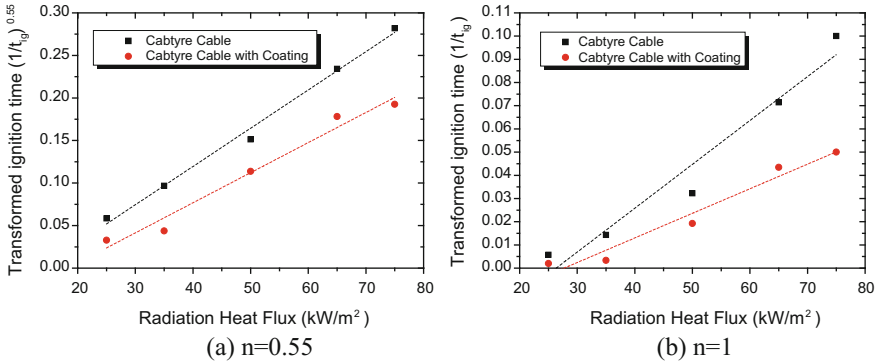 Transformed ignition time (1/t_ig)^0.55
0.30
0.25
0.20
0.15
0.10
0.05
0.00
Cabtyre Cable
Cabtyre Cable with Coating
20 30 40 50 60 70 80
Radiation Heat Flux (kW/m²)
(a) n=0.55
Transformed ignition time (1/t_ig)
0.11
0.10
0.09
0.08
0.07
0.06
0.05
0.04
0.03
0.02
0.01
0.00
Cabtyre Cable
Cabtyre Cable with Coating
20 30 40 50 60 70 80
Radiation Heat Flux (kW/m²)
(b) n=1